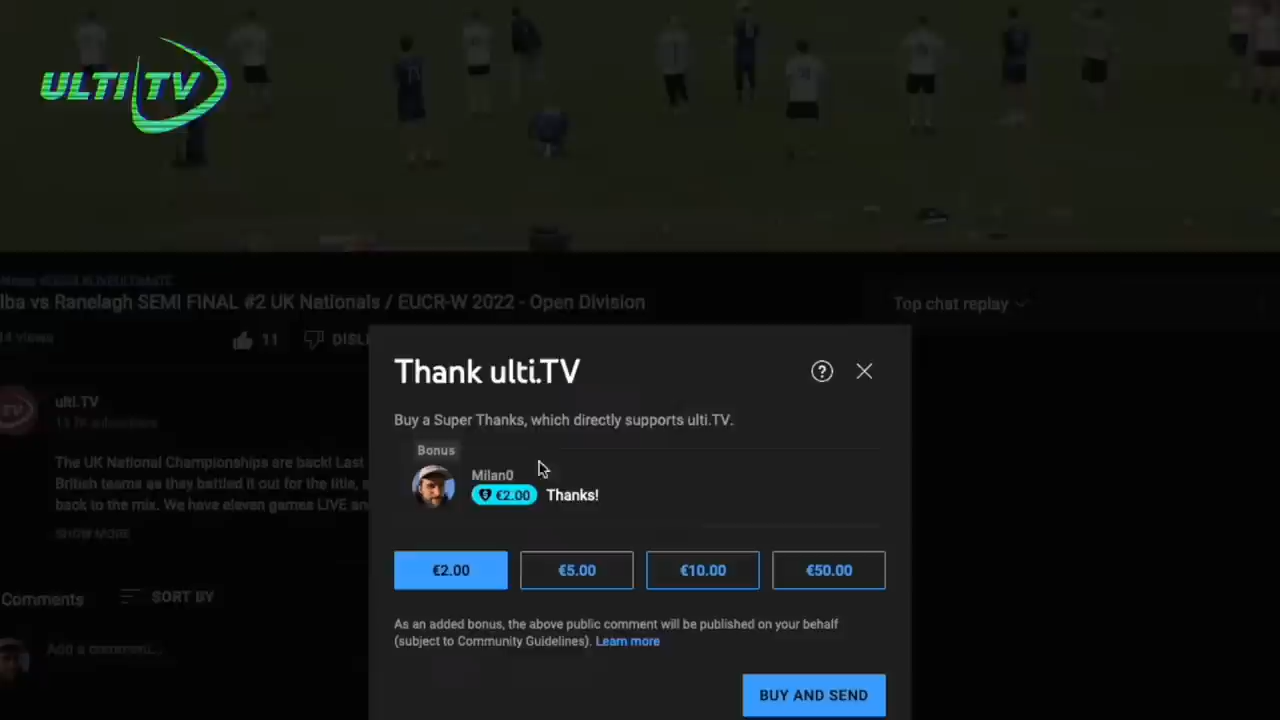 ULTI TV
lba vs Ranelagh SEMI FINAL #2 UK Nationals / EUCR-W 2022 - Open Division
Top chat replay
views
11
DISLI
Thank ulti.TV
ulti.TV
Buy a Super Thanks, which directly supports ulti.TV.
Bonus
The UK National Championships are back! Last
Milan0
British teams as they battled it out for the title,
€2.00 Thanks!
back to the mix. We have eleven games LIVE an
SHOW MORE
€2.00
€5.00
€10.00
€50.00
Comments
SORT BY
As an added bonus, the above public comment will be published on your behalf
(subject to Community Guidelines). Learn more
Add a comment...
BUY AND SEND